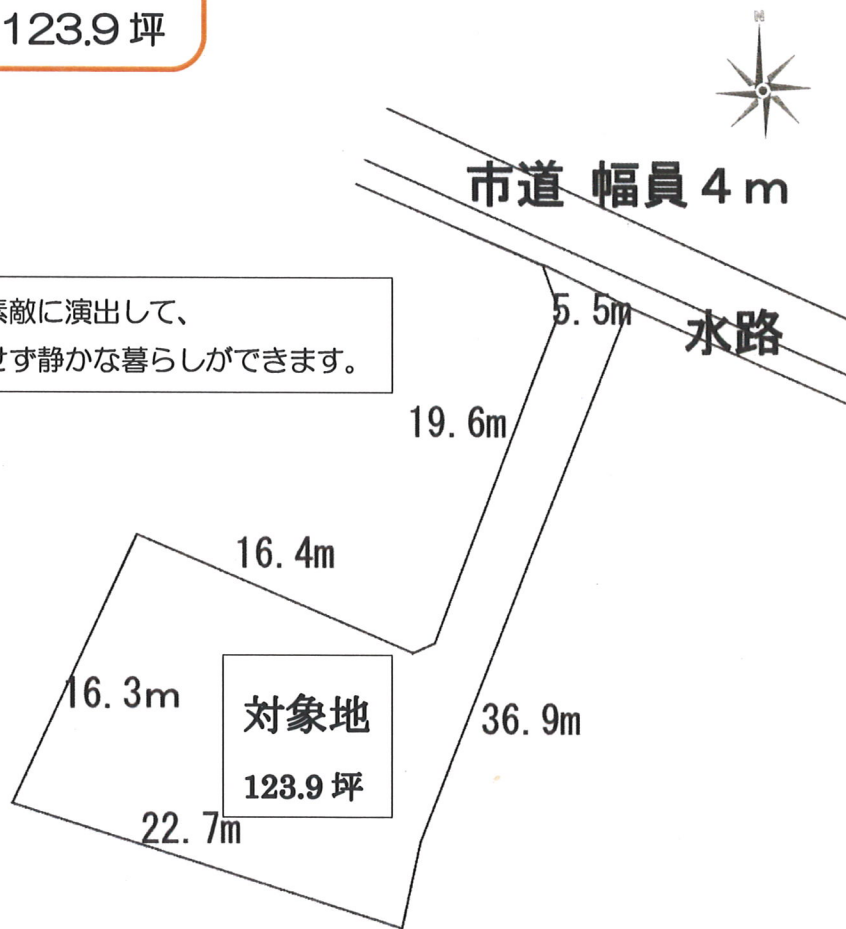 123.9坪
N
市道 幅員4m
素敵に演出して、
せず静かな暮らしができます。
5.5m
水路
19.6m
16.4m
16.3m
対象地
123.9坪
36.9m
22.7m